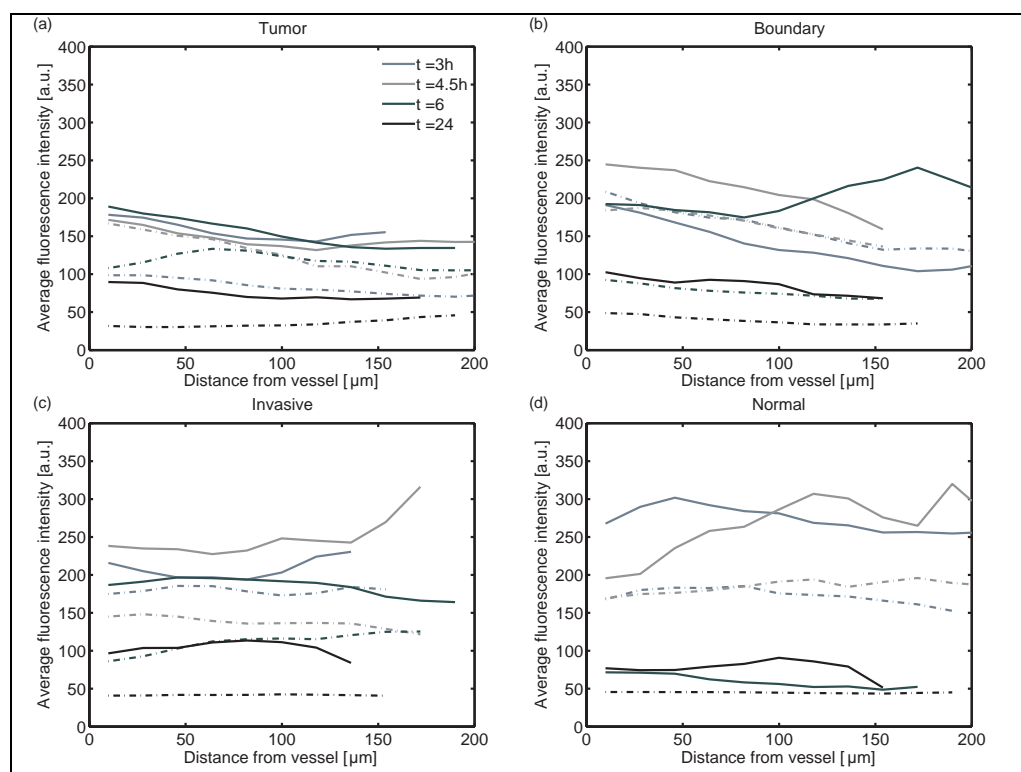 (a)
Tumor
400
350
300
250
200
150
100
50
0
Average fluorescence intensity [a.u.]
t =3h
t =4.5h
t =6
t =24
0 50 100 150 200
Distance from vessel [µm]
(b)
Boundary
400
350
300
250
200
150
100
50
0
Average fluorescence intensity [a.u.]
0 50 100 150 200
Distance from vessel [µm]
(c)
Invasive
400
350
300
250
200
150
100
50
0
Average fluorescence intensity [a.u.]
0 50 100 150 200
Distance from vessel [µm]
(d)
Normal
400
350
300
250
200
150
100
50
0
Average fluorescence intensity [a.u.]
0 50 100 150 200
Distance from vessel [µm]